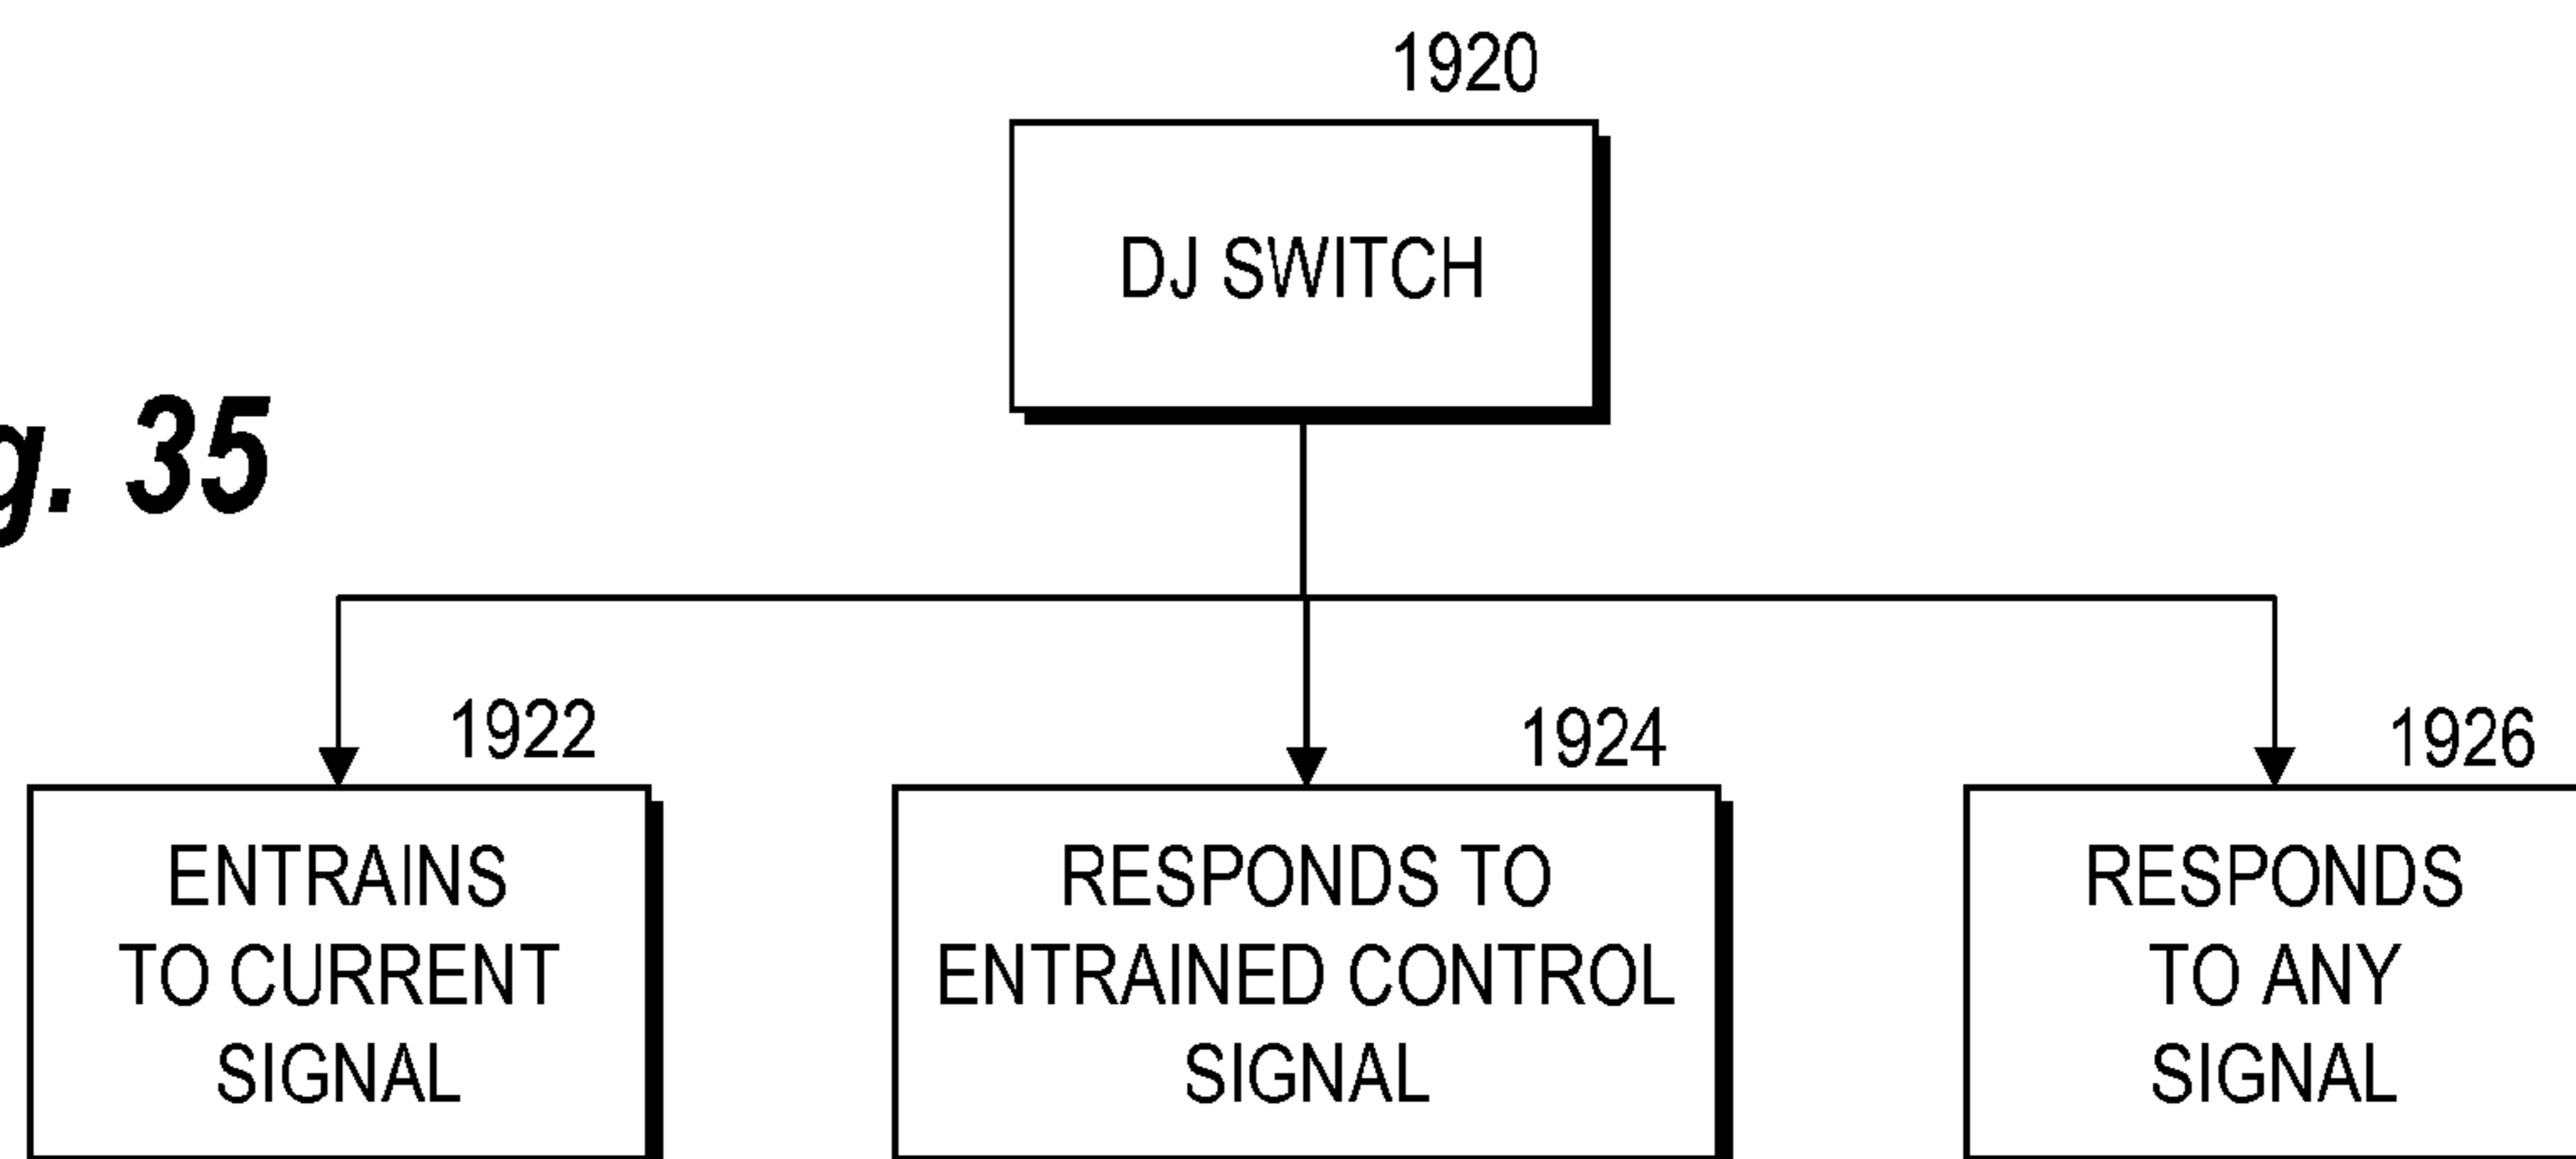 1920
DJ SWITCH
g. 35
1922
1924
1926
ENTRAINS
TO CURRENT
SIGNAL
RESPONDS TO
ENTRAINED CONTROL
SIGNAL
RESPONDS
TO ANY
SIGNAL